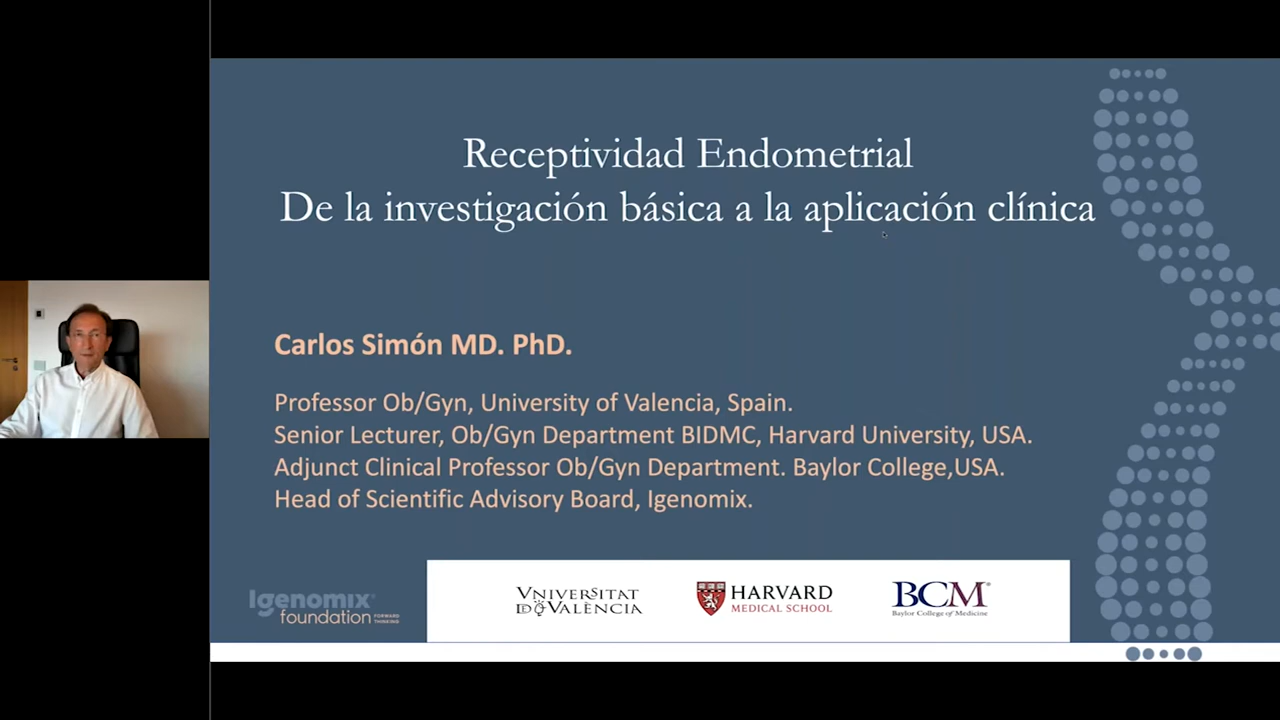 Receptividad Endometrial
De la investigación básica a la aplicación clínica
Carlos Simón MD. PhD.
Professor Ob/Gyn, University of Valencia, Spain.
Senior Lecturer, Ob/Gyn Department BIDMC, Harvard University, USA.
Adjunct Clinical Professor Ob/Gyn Department. Baylor College,USA.
Head of Scientific Advisory Board, Igenomix.
Igenomix
foundation FORWARD THINKING
VNIVERSITAT
D VALÈNCIA
HARVARD
MEDICAL SCHOOL
BCM®
Baylor College of Medicine